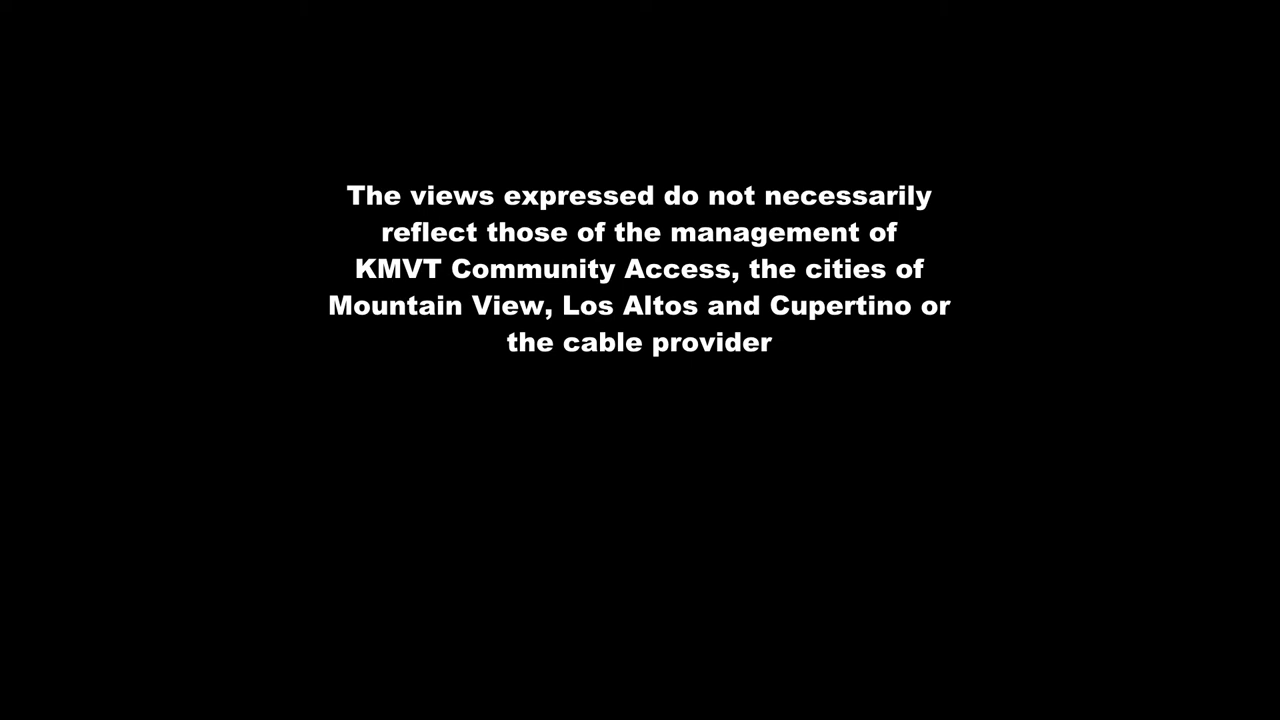 The views expressed do not necessarily
reflect those of the management of
KMVT Community Access, the cities of
Mountain View, Los Altos and Cupertino or
the cable provider